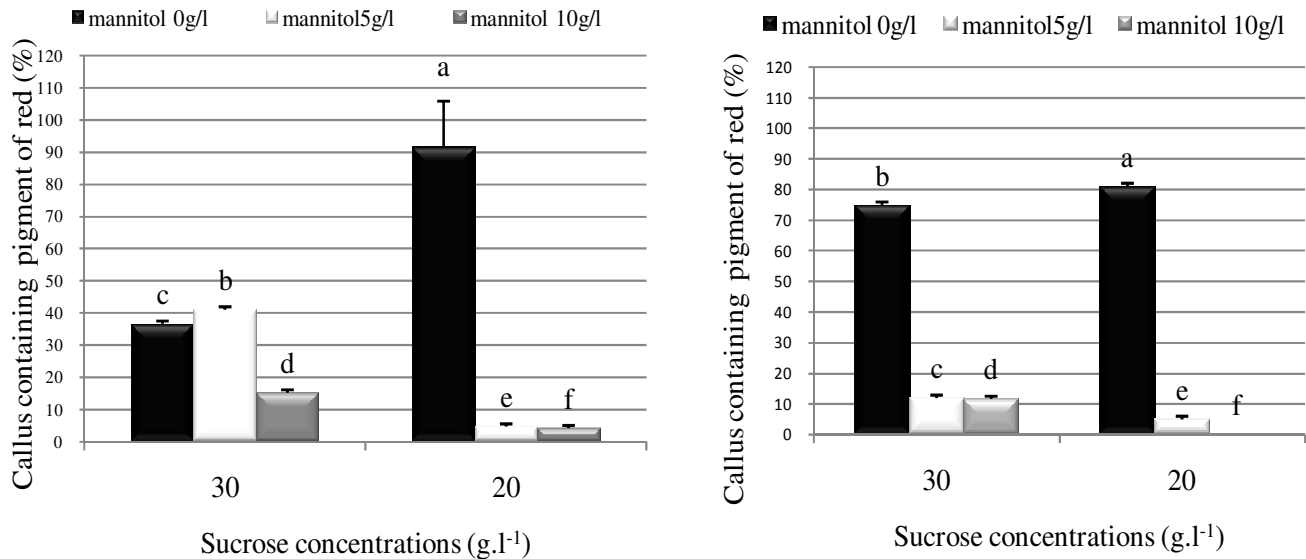 mannitol 0g/l mannitol5g/l mannitol 10g/l
Callus containing pigment of red (%)
120
110
100
90
80
70
60
50
40
30
20
10
0
c
b
d
a
e
f
30 20
Sucrose concentrations (g.l-1)
mannitol 0g/l mannitol5g/l mannitol 10g/l
Callus containing pigment of red (%)
120
110
100
90
80
70
60
50
40
30
20
10
0
b
c
d
a
e
f
30 20
Sucrose concentrations (g.l-1)